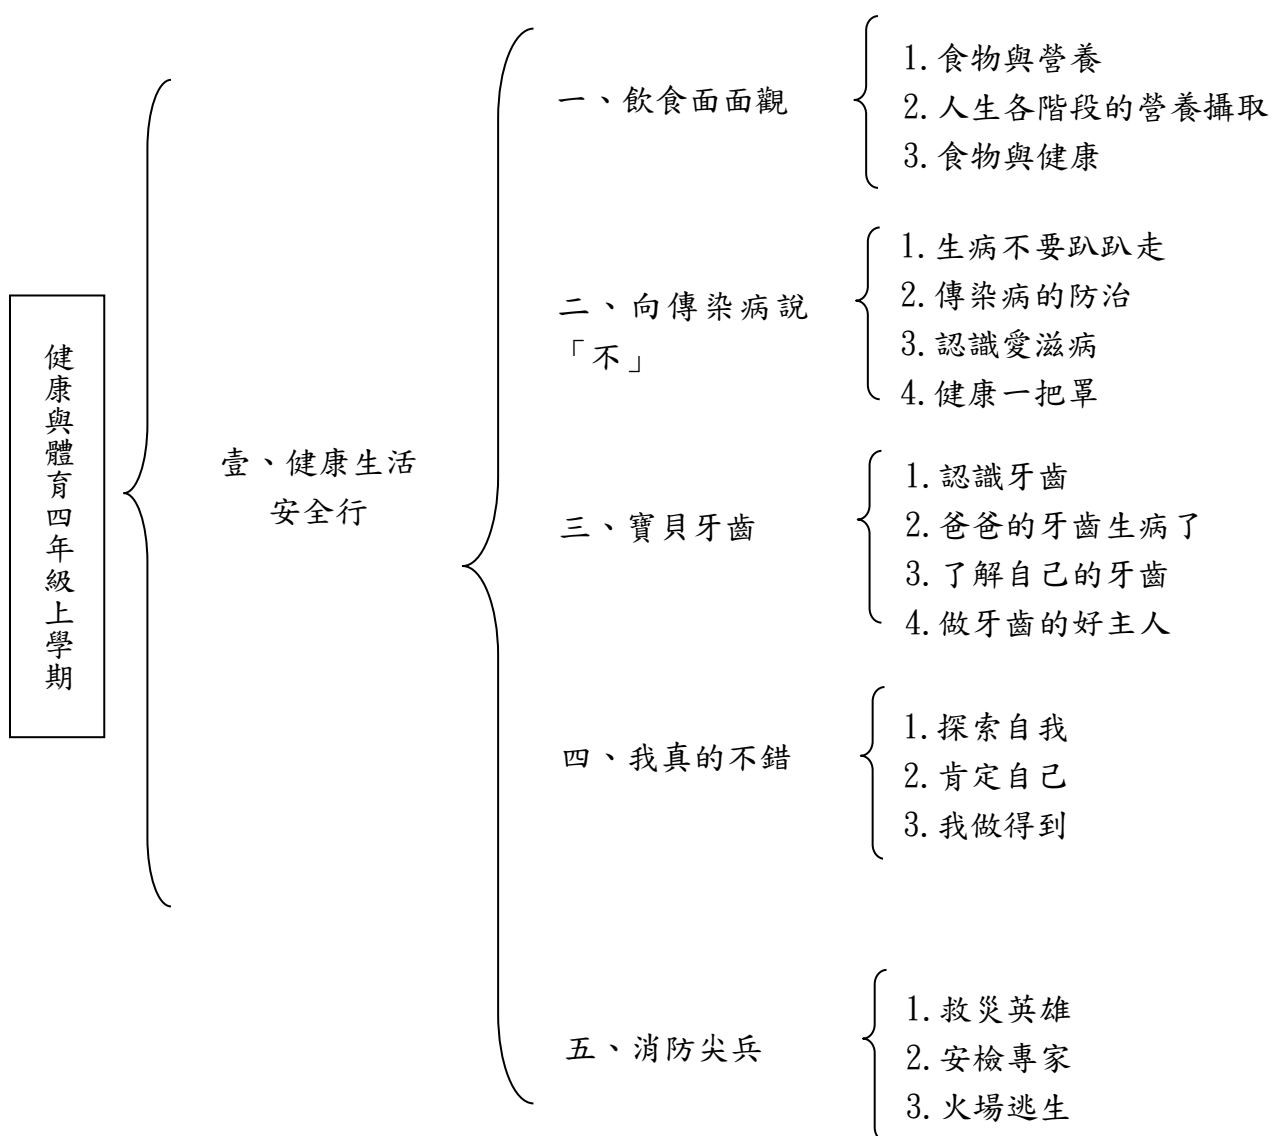 健康與體育四年級上學期
壹、健康生活
安全行
一、飲食面面觀
1.食物與營養
2.人生各階段的營養攝取
3.食物與健康
二、向傳染病說
「不」
1.生病不要趴趴走
2.傳染病的防治
3.認識愛滋病
4.健康一把罩
三、寶貝牙齒
1.認識牙齒
2.爸爸的牙齒生病了
3.了解自己的牙齒
4.做牙齒的好主人
四、我真的不錯
1.探索自我
2.肯定自己
3.我做得到
五、消防尖兵
1.救災英雄
2.安檢專家
3.火場逃生